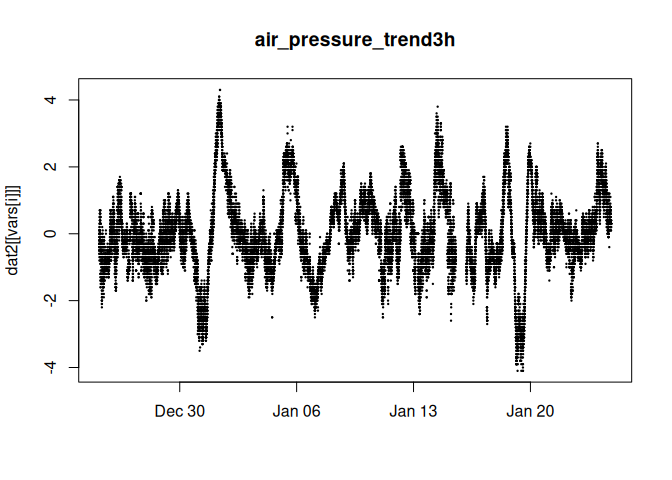 air_pressure_trend3h
dat2[[vars[i]]]
4
2
0
-2
-4
Dec 30
Jan 06
Jan 13
Jan 20